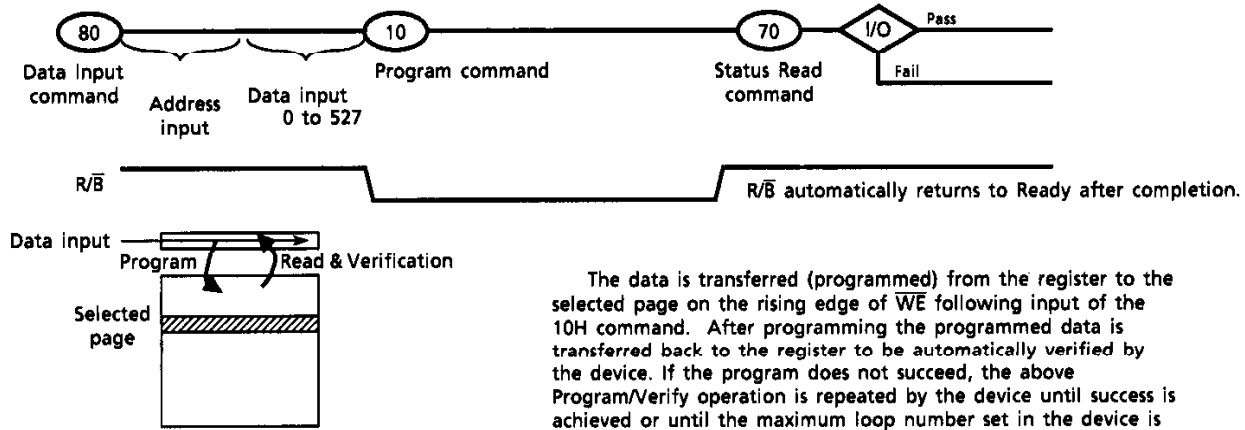 80
10
70
I/O
Pass
Fail
Data Input
command
Address
input
Data input
0 to 527
Program command
Status Read
command
R/B̅
R/B̅ automatically returns to Ready after completion.
Data input
Program
Read & Verification
Selected
page
The data is transferred (programmed) from the register to the
selected page on the rising edge of W̅E̅ following input of the
10H command. After programming the programmed data is
transferred back to the register to be automatically verified by
the device. If the program does not succeed, the above
Program/Verify operation is repeated by the device until success is
achieved or until the maximum loop number set in the device is